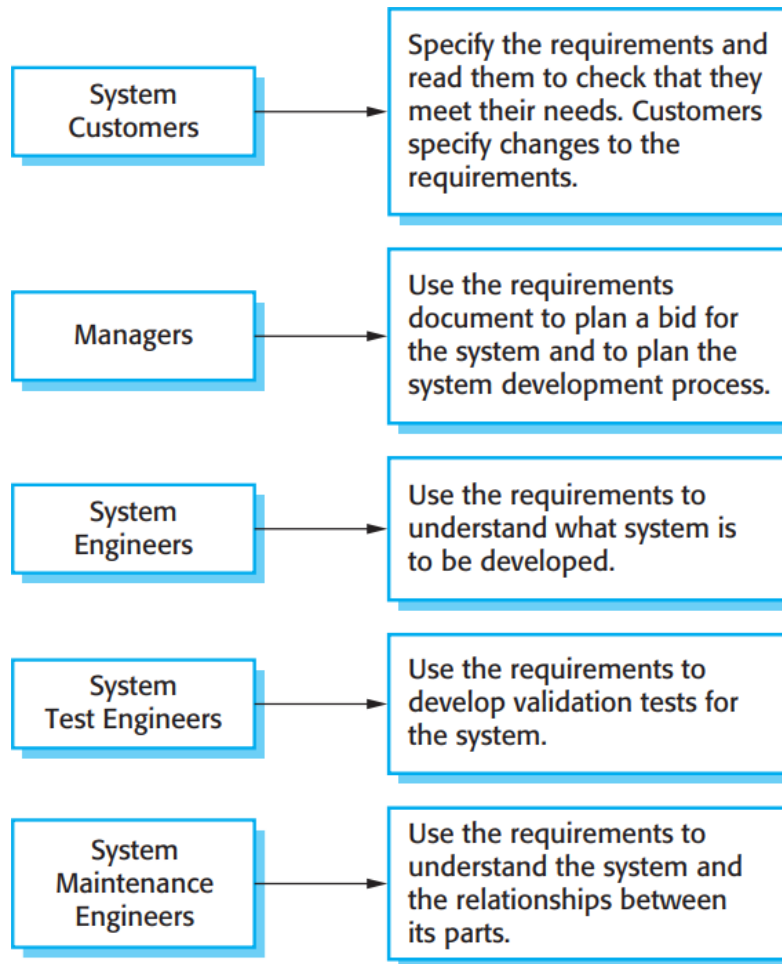 System
Customers
Specify the requirements and
read them to check that they
meet their needs. Customers
specify changes to the
requirements.
Managers
Use the requirements
document to plan a bid for
the system and to plan the
system development process.
System
Engineers
Use the requirements to
understand what system is
to be developed.
System
Test Engineers
Use the requirements to
develop validation tests for
the system.
System
Maintenance
Engineers
Use the requirements to
understand the system and
the relationships between
its parts.